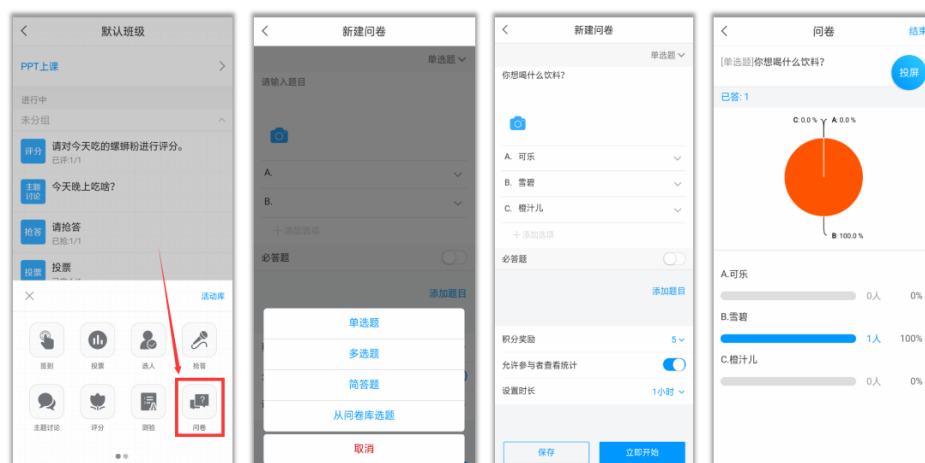 默认班级
PPT上课
进行中
未分组
评分
请对今天吃的螺蛳粉进行评分。
已评:1/1
主题讨论
今天晚上吃啥?
抢答
请抢答
已抢:1/1
投票
投票
活动库
签到
投票
选人
抢答
主题讨论
评分
测验
问卷
新建问卷
单选题
请输入题目
A.
B.
+添加选项
必答题
添加题目
单选题
多选题
简答题
从问卷库选题
取消
新建问卷
单选题
你想喝什么饮料?
A. 可乐
B. 雪碧
C. 橙汁儿
+添加选项
必答题
添加题目
积分奖励
5
允许参与者查看统计
设置时长
1小时
保存
立即开始
问卷
结束
[单选题]你想喝什么饮料?
投屏
已答: 1
C: 0.0 %
A: 0.0 %
B: 100.0 %
A.可乐
0人 0%
B.雪碧
1人 100%
C.橙汁儿
0人 0%